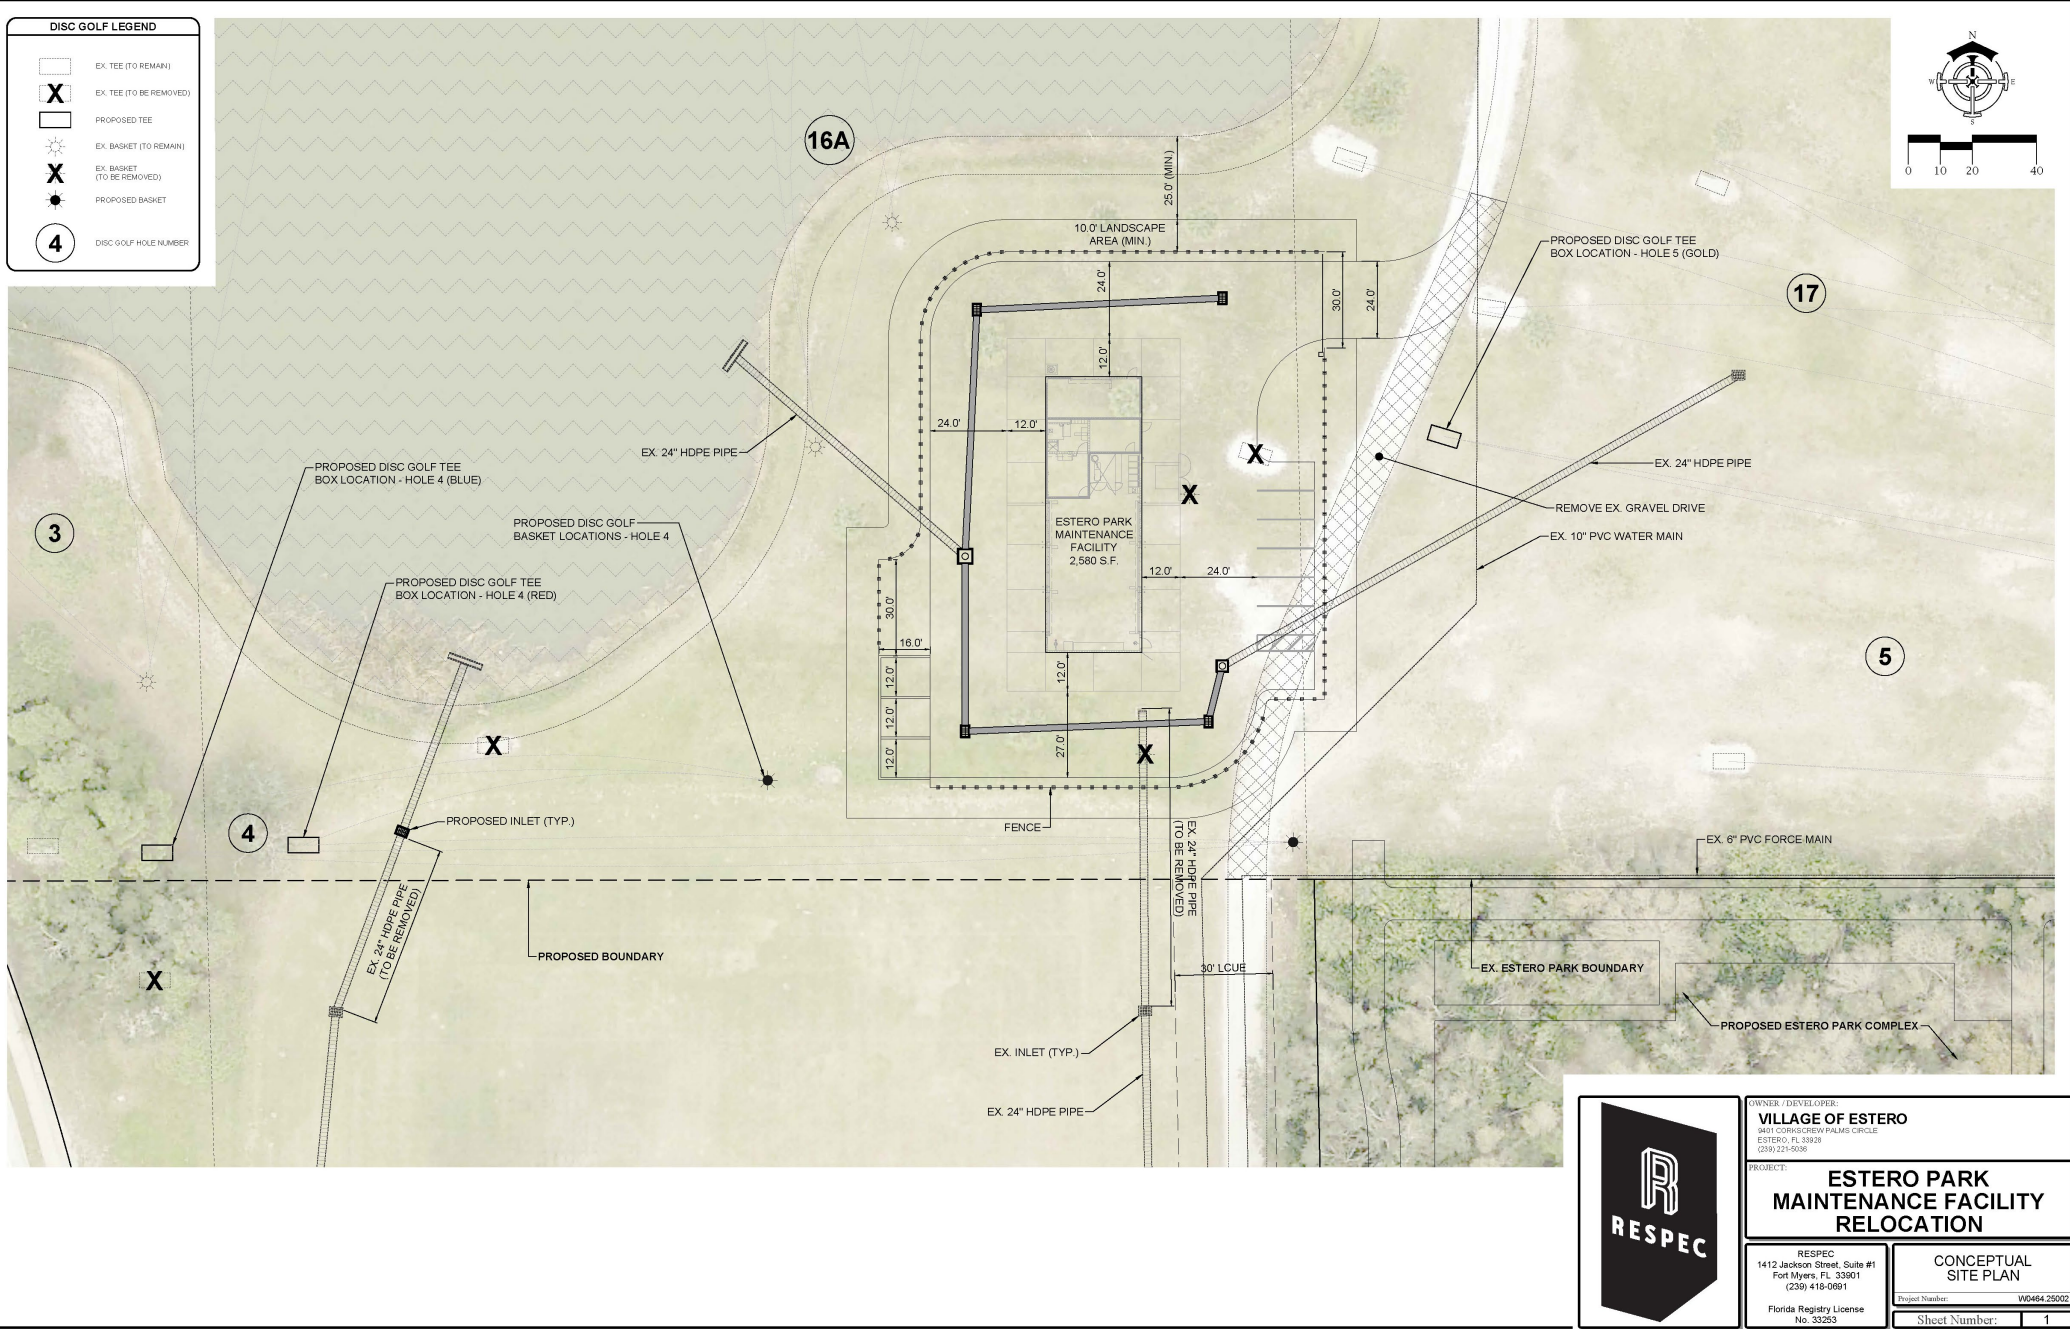 DISC GOLF LEGEND
EX. TEE (TO REMAIN)
X
EX. TEE (TO BE REMOVED)
PROPOSED TEE
EX. BASKET (TO REMAIN)
X
EX. BASKET
(TO BE REMOVED)
PROPOSED BASKET
4
DISC GOLF HOLE NUMBER
N
W
E
S
0 10 20 40
16A
25.0' (MIN.)
10.0' LANDSCAPE
AREA (MIN.)
24.0'
30.0'
24.0'
12.0'
PROPOSED DISC GOLF TEE
BOX LOCATION - HOLE 5 (GOLD)
17
24.0'
12.0'
EX. 24" HDPE PIPE
X
X
EX. 24" HDPE PIPE
REMOVE EX. GRAVEL DRIVE
EX. 10" PVC WATER MAIN
PROPOSED DISC GOLF TEE
BOX LOCATION - HOLE 4 (BLUE)
3
PROPOSED DISC GOLF
BASKET LOCATIONS - HOLE 4
PROPOSED DISC GOLF TEE
BOX LOCATION - HOLE 4 (RED)
ESTERO PARK
MAINTENANCE
FACILITY
2,580 S.F.
12.0'
24.0'
30.0'
16.0'
12.0'
12.0'
12.0'
12.0'
27.0'
5
X
X
4
PROPOSED INLET (TYP.)
FENCE
EX. 24" HDPE PIPE
(TO BE REMOVED)
EX. 6" PVC FORCE MAIN
EX. 24" HDPE PIPE
(TO BE REMOVED)
X
PROPOSED BOUNDARY
30' LCUE
EX. ESTERO PARK BOUNDARY
PROPOSED ESTERO PARK COMPLEX
EX. INLET (TYP.)
EX. 24" HDPE PIPE
RESPEC
OWNER / DEVELOPER:
VILLAGE OF ESTERO
9401 CORKSCREW PALMS CIRCLE
ESTERO, FL 33928
(239) 221-5036
PROJECT:
ESTERO PARK
MAINTENANCE FACILITY
RELOCATION
RESPEC
1412 Jackson Street, Suite #1
Fort Myers, FL 33901
(239) 418-0691
Florida Registry License
No. 33253
CONCEPTUAL
SITE PLAN
Project Number: W0464.25002
Sheet Number: 1